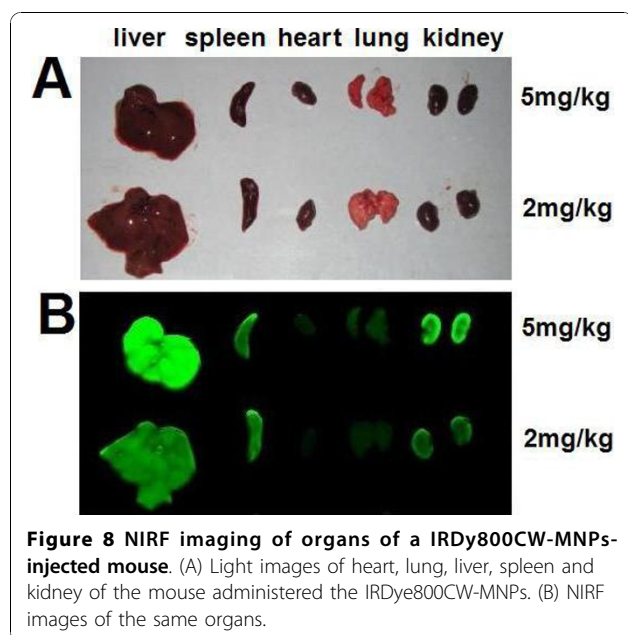 liver spleen heart lung kidney
A
5mg/kg
2mg/kg
B
5mg/kg
2mg/kg
Figure 8 NIRF imaging of organs of a IRDy800CW-MNPs-
injected mouse. (A) Light images of heart, lung, liver, spleen and
kidney of the mouse administered the IRDye800CW-MNPs. (B) NIRF
images of the same organs.